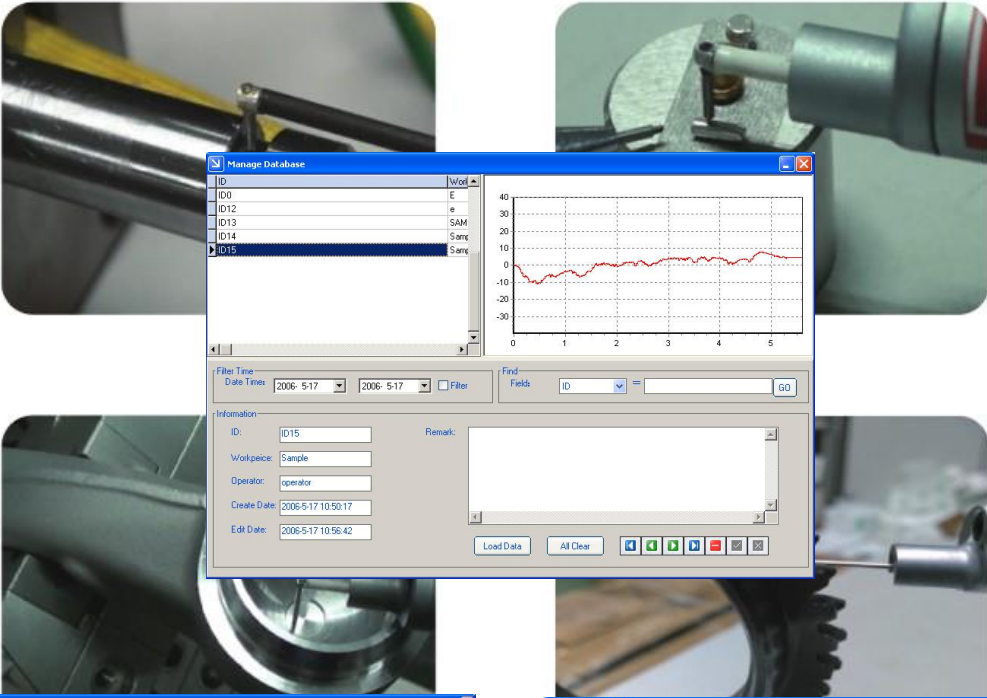 Manage Database
ID Work
ID0 E
ID12 e
ID13 SAM
ID14 Samp
ID15 Samp
40
30
20
10
0
-10
-20
-30
0 1 2 3 4 5
Filter Time
Date Time:
2006- 5-17
2006- 5-17
Filter
Find
Field:
ID
=
GO
Information
ID: ID15
Workpeice: Sample
Operator: operator
Create Date: 2006-5-17 10:50:17
Edit Date: 2006-5-17 10:56:42
Remark:
Load Data
All Clear